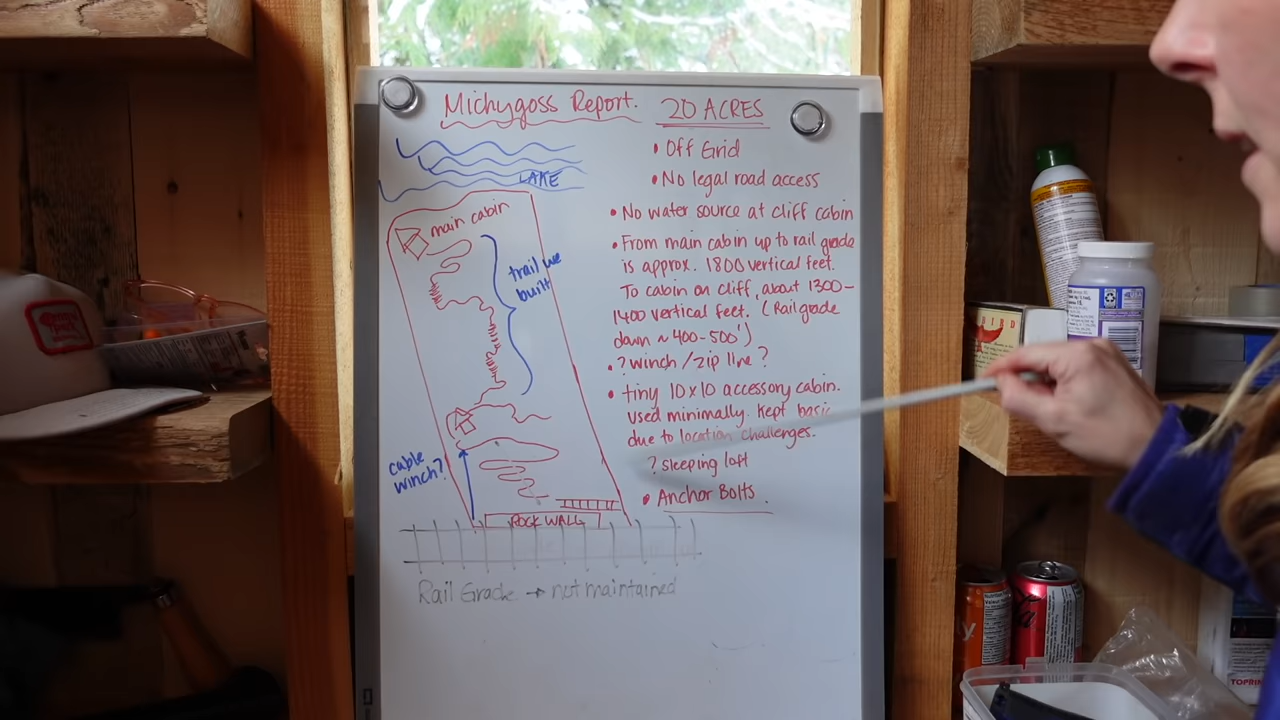 Michygoss Report.
20 ACRES
LAKE
main cabin
trail we
built
cable
winch?
ROCK WALL
Rail Grade → not maintained
• Off Grid
• No legal road access
• No water source at cliff cabin
• From main cabin up to rail grade
is approx. 1800 vertical feet.
To cabin on cliff, about 1300-
1400 vertical feet. (Railgrade
down ~ 400-500')
• ? winch / zip line ?
• tiny 10x10 accessory cabin.
Used minimally. Kept basic
due to location challenges.
? sleeping loft
• Anchor Bolts.
TOPRIN